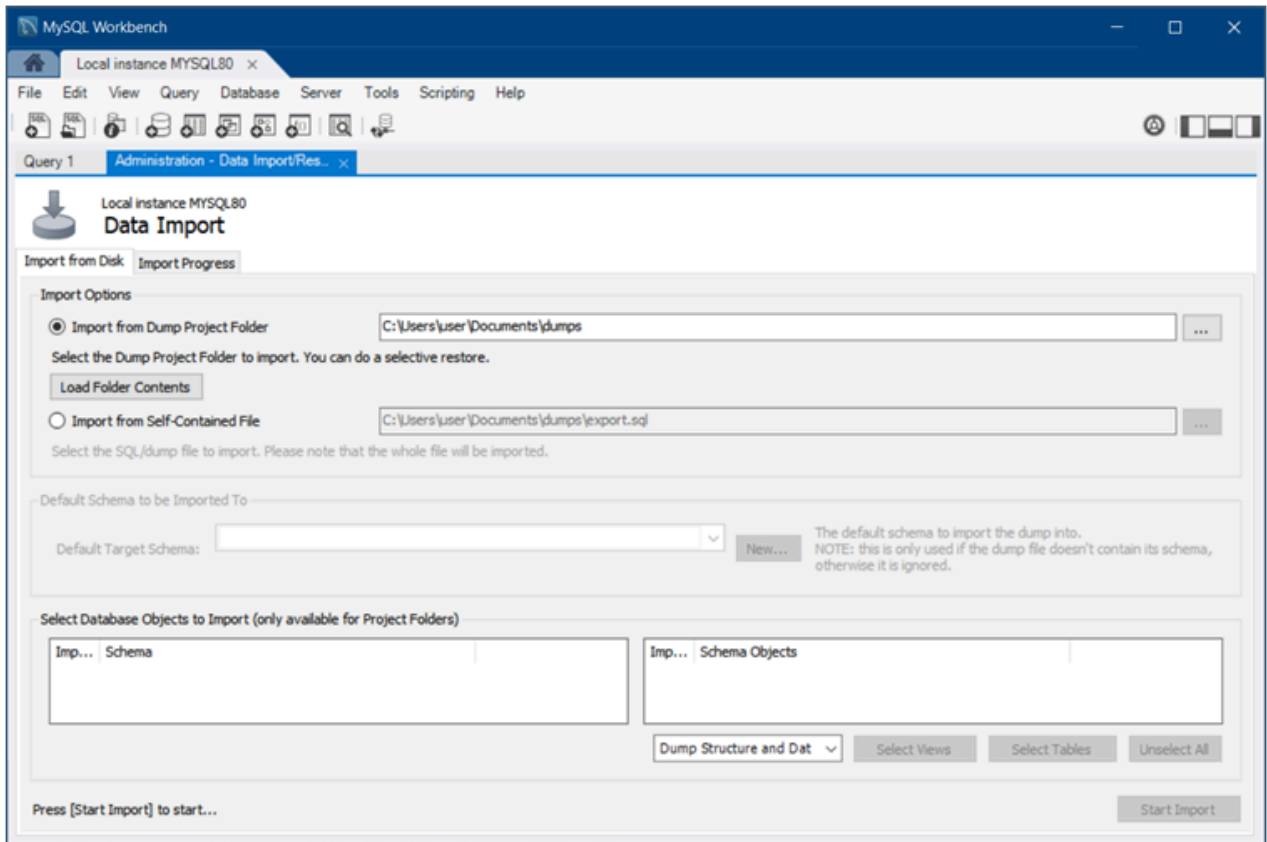 MySQL Workbench
Local instance MYSQL80
File Edit View Query Database Server Tools Scripting Help
Query 1 Administration - Data Import/Res...
Local instance MYSQL80
Data Import
Import from Disk Import Progress
Import Options
Import from Dump Project Folder C:\Users\user\Documents\dumps ...
Select the Dump Project Folder to import. You can do a selective restore.
Load Folder Contents
Import from Self-Contained File C:\Users\user\Documents\dumps\export.sql ...
Select the SQL/dump file to import. Please note that the whole file will be imported.
Default Schema to be Imported To
Default Target Schema: New...
The default schema to import the dump into.
NOTE: this is only used if the dump file doesn't contain its schema,
otherwise it is ignored.
Select Database Objects to Import (only available for Project Folders)
Imp... Schema Imp... Schema Objects
Dump Structure and Dat Select Views Select Tables Unselect All
Press [Start Import] to start... Start Import